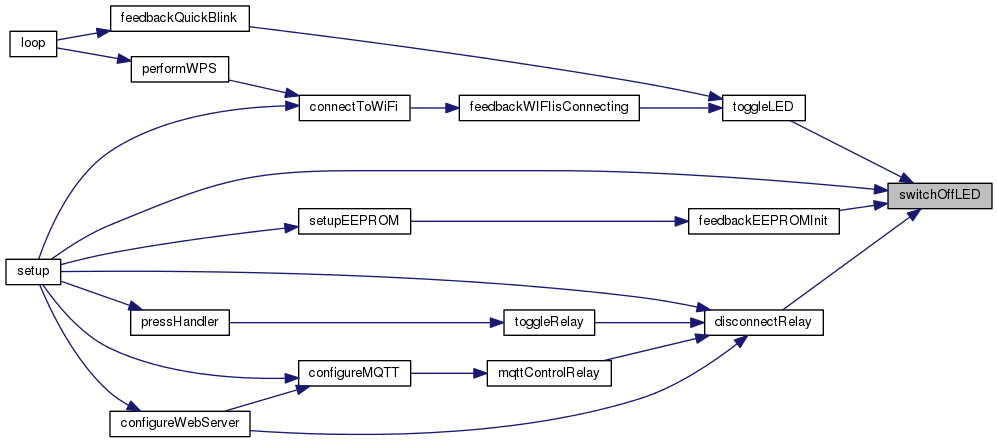 feedbackQuickBlink
loop
performWPS
connectToWiFi
feedbackWIFIisConnecting
toggleLED
switchOffLED
setupEEPROM
feedbackEEPROMInit
setup
pressHandler
toggleRelay
disconnectRelay
configureMQTT
mqttControlRelay
configureWebServer